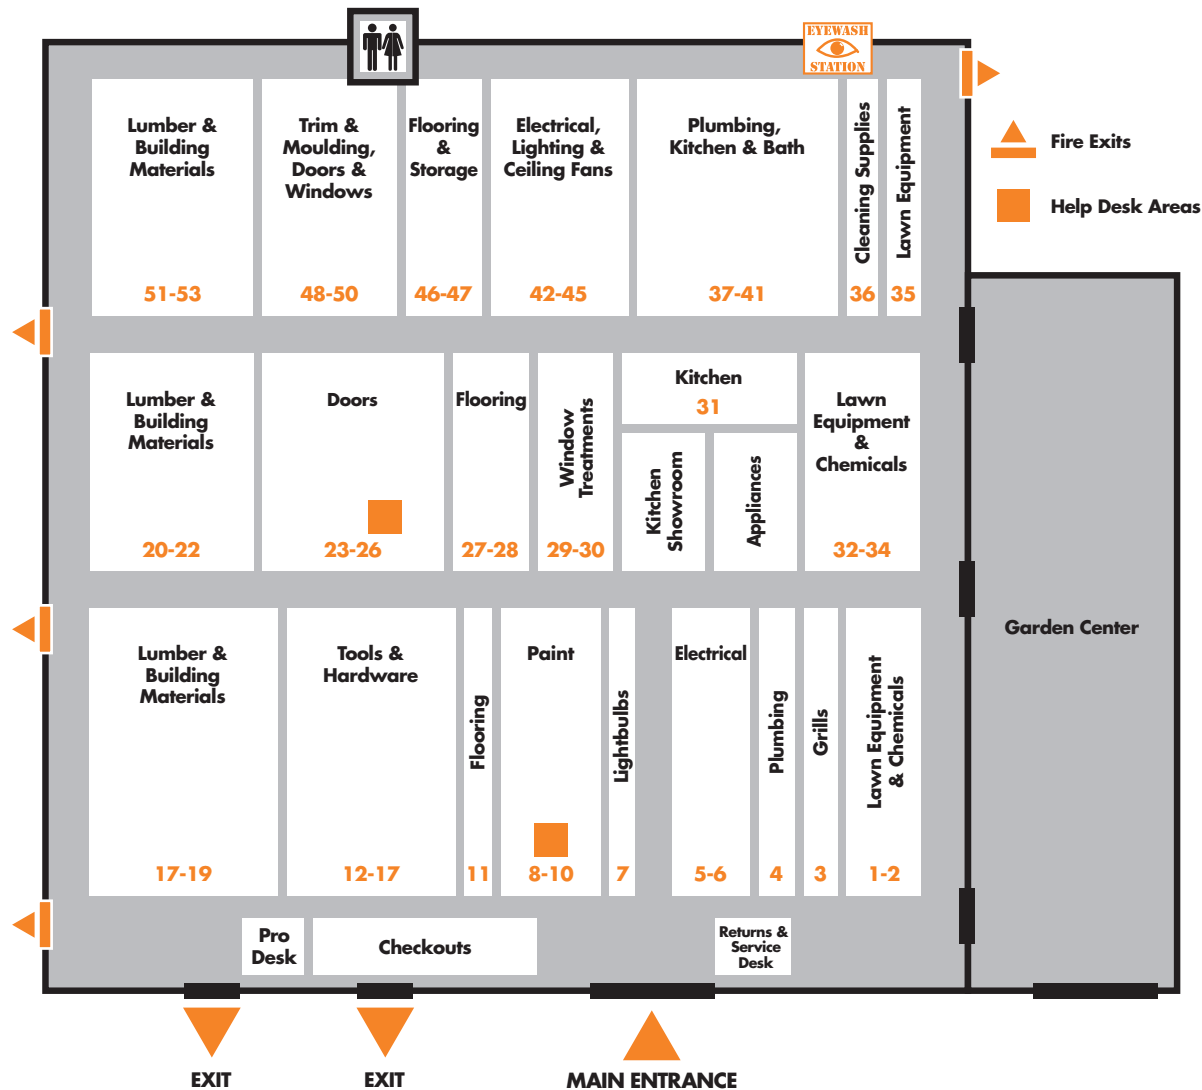 EYEWASH
STATION
Lumber &
Building
Materials
51-53
Trim &
Moulding,
Doors &
Windows
48-50
Flooring
&
Storage
46-47
Electrical,
Lighting &
Ceiling Fans
42-45
Plumbing,
Kitchen & Bath
37-41
Cleaning Supplies
36
Lawn Equipment
35
Fire Exits
Help Desk Areas
Lumber &
Building
Materials
20-22
Doors
23-26
Flooring
27-28
Window
Treatments
29-30
Kitchen
31
Kitchen
Showroom
Appliances
Lawn
Equipment
&
Chemicals
32-34
Garden Center
Lumber &
Building
Materials
17-19
Tools &
Hardware
12-17
Flooring
11
Paint
8-10
Lightbulbs
7
Electrical
5-6
Plumbing
4
Grills
3
Lawn Equipment
& Chemicals
1-2
Pro
Desk
Checkouts
Returns &
Service
Desk
EXIT
EXIT
MAIN ENTRANCE